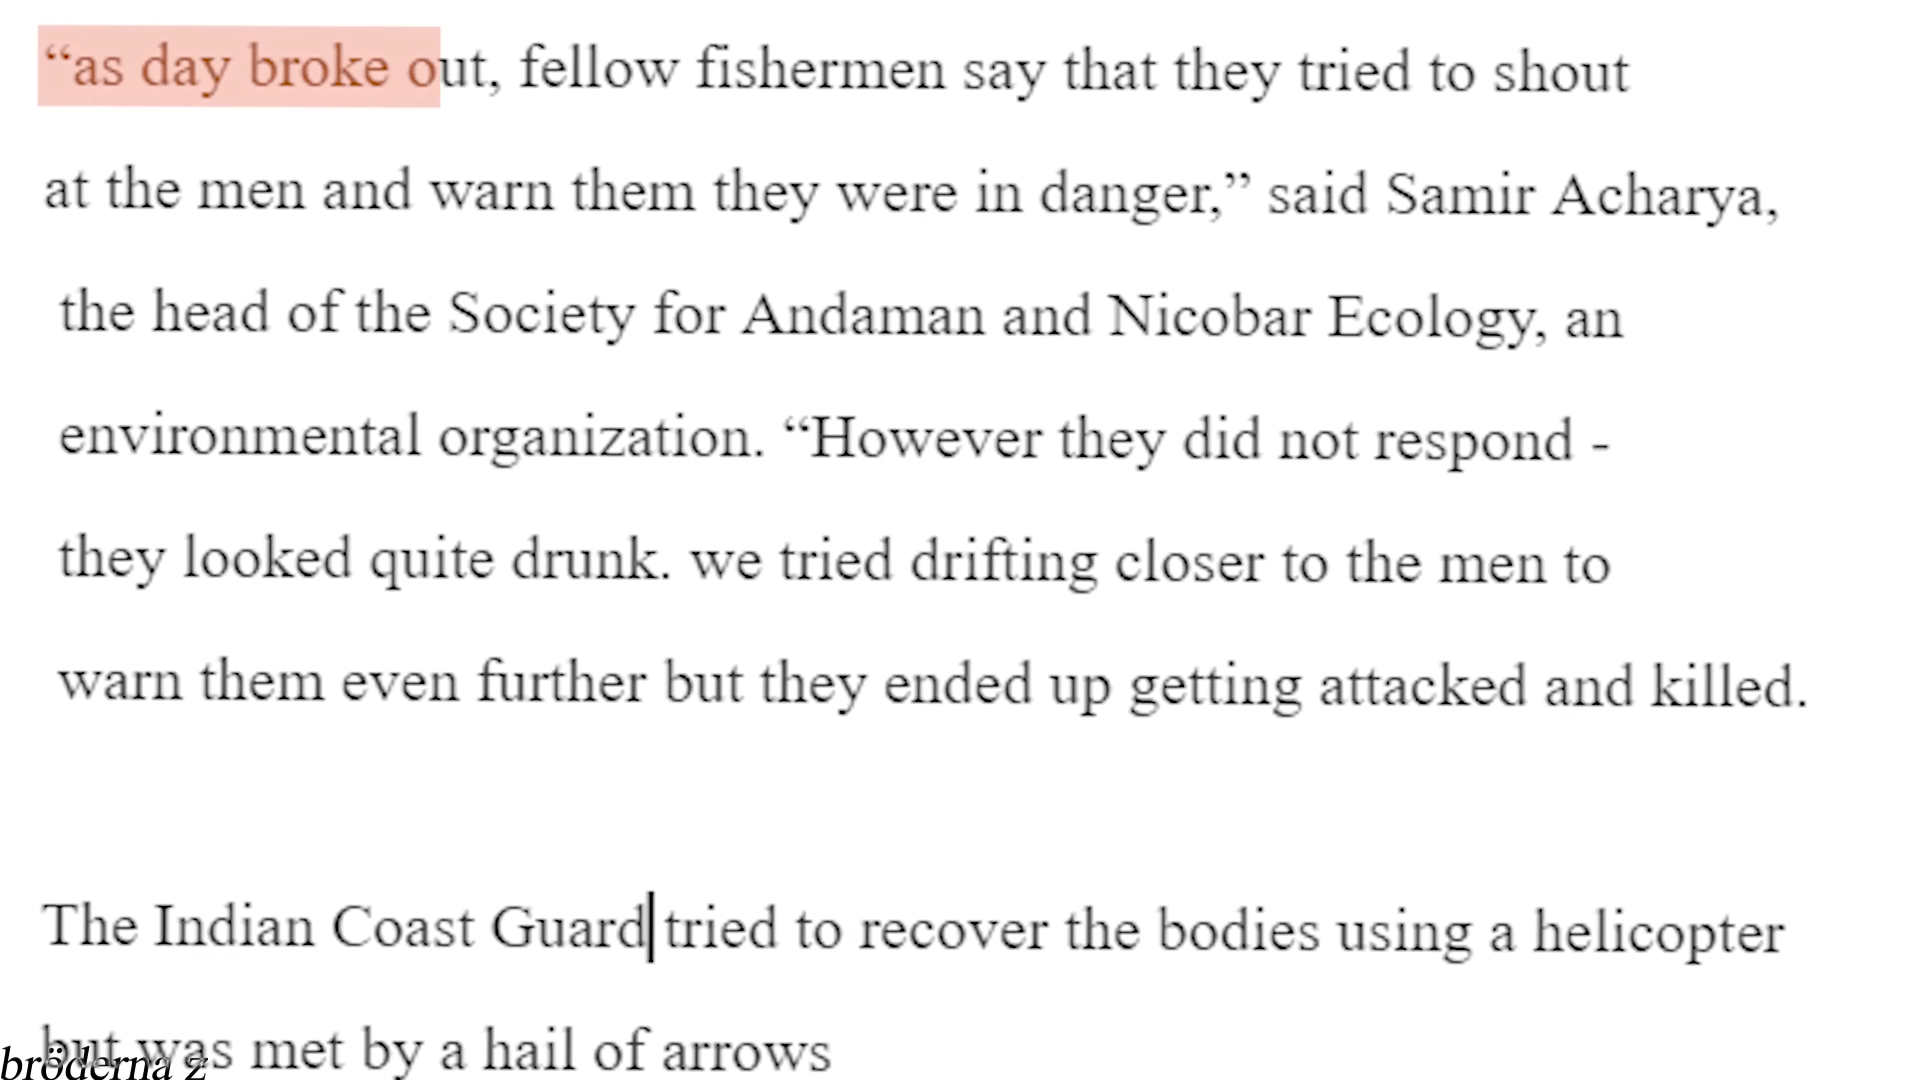 “as day broke out, fellow fishermen say that they tried to shout
at the men and warn them they were in danger,” said Samir Acharya,
the head of the Society for Andaman and Nicobar Ecology, an
environmental organization. “However they did not respond -
they looked quite drunk. we tried drifting closer to the men to
warn them even further but they ended up getting attacked and killed.
The Indian Coast Guard tried to recover the bodies using a helicopter
but was met by a hail of arrows
bröderna z